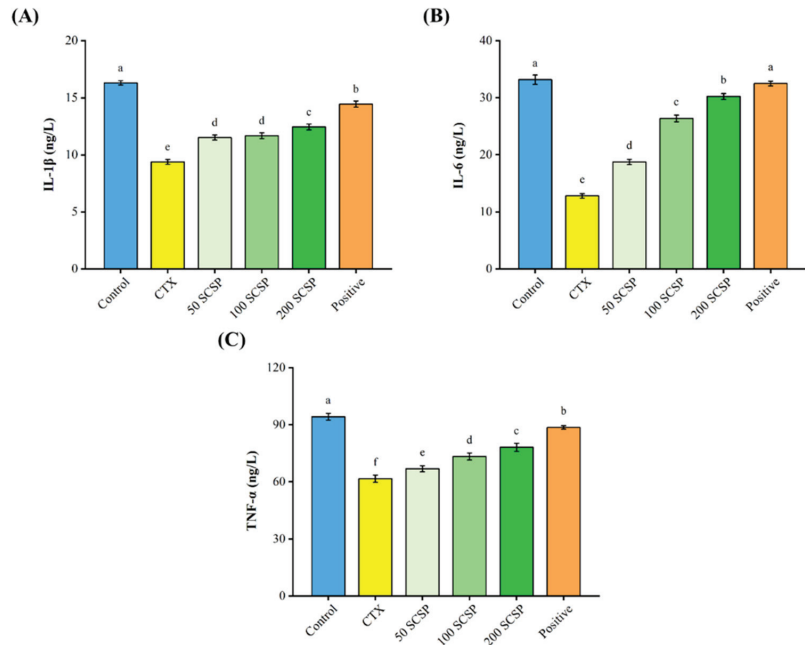 (A)
20
15
10
5
0
IL-1β (ng/L)
a
e
d
d
c
b
Control
CTX
50 SCSP
100 SCSP
200 SCSP
Positive
(B)
40
30
20
10
0
IL-6 (ng/L)
a
e
d
c
b
a
Control
CTX
50 SCSP
100 SCSP
200 SCSP
Positive
(C)
120
90
60
30
0
TNF-α (ng/L)
a
f
e
d
c
b
Control
CTX
50 SCSP
100 SCSP
200 SCSP
Positive